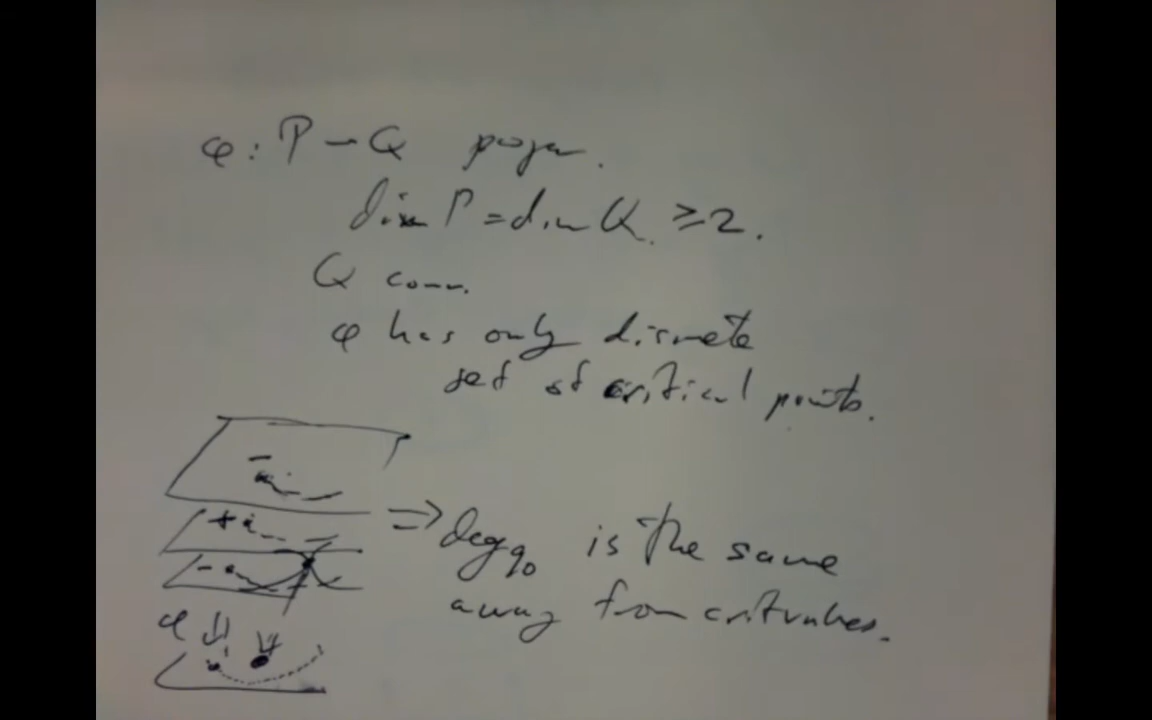 φ: P → Q proper.
dim P = dim Q ≥ 2.
Q conn.
φ has only discrete
set of critical points.
⇒ deg q₀ is the same
away from critvalues.
-
+ -
-
φ